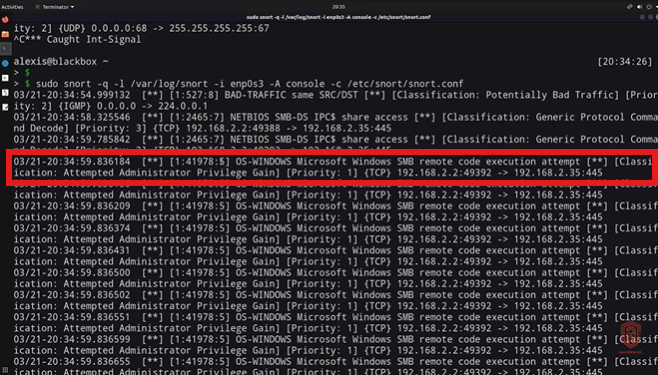 Activities Terminator 20:35
sudo snort -q -l /var/log/snort -i enp0s3 -A console -c /etc/snort/snort.conf
ity: 2] {UDP} 0.0.0.0:68 -> 255.255.255.255:67
^C*** Caught Int-Signal
alexis@blackbox ~ [20:34:26]
> $
> $ sudo snort -q -l /var/log/snort -i enp0s3 -A console -c /etc/snort/snort.conf
03/21-20:34:54.999132 [**] [1:527:8] BAD-TRAFFIC same SRC/DST [**] [Classification: Potentially Bad Traffic] [Prior
ity: 2] {IGMP} 0.0.0.0 -> 224.0.0.1
03/21-20:34:58.325546 [**] [1:2465:7] NETBIOS SMB-DS IPC$ share access [**] [Classification: Generic Protocol Comma
nd Decode] [Priority: 3] {TCP} 192.168.2.2:49388 -> 192.168.2.35:445
03/21-20:34:59.785842 [**] [1:2465:7] NETBIOS SMB-DS IPC$ share access [**] [Classification: Generic Protocol Comma
03/21-20:34:59.836184 [**] [1:41978:5] OS-WINDOWS Microsoft Windows SMB remote code execution attempt [**] [Classi
ication: Attempted Administrator Privilege Gain] [Priority: 1] {TCP} 192.168.2.2:49392 -> 192.168.2.35:445
03/21-20:34:59.836209 [**] [1:41978:5] OS-WINDOWS Microsoft Windows SMB remote code execution attempt [**] [Classif
ication: Attempted Administrator Privilege Gain] [Priority: 1] {TCP} 192.168.2.2:49392 -> 192.168.2.35:445
03/21-20:34:59.836374 [**] [1:41978:5] OS-WINDOWS Microsoft Windows SMB remote code execution attempt [**] [Classif
ication: Attempted Administrator Privilege Gain] [Priority: 1] {TCP} 192.168.2.2:49392 -> 192.168.2.35:445
03/21-20:34:59.836431 [**] [1:41978:5] OS-WINDOWS Microsoft Windows SMB remote code execution attempt [**] [Classif
ication: Attempted Administrator Privilege Gain] [Priority: 1] {TCP} 192.168.2.2:49392 -> 192.168.2.35:445
03/21-20:34:59.836500 [**] [1:41978:5] OS-WINDOWS Microsoft Windows SMB remote code execution attempt [**] [Classif
ication: Attempted Administrator Privilege Gain] [Priority: 1] {TCP} 192.168.2.2:49392 -> 192.168.2.35:445
03/21-20:34:59.836502 [**] [1:41978:5] OS-WINDOWS Microsoft Windows SMB remote code execution attempt [**] [Classif
ication: Attempted Administrator Privilege Gain] [Priority: 1] {TCP} 192.168.2.2:49392 -> 192.168.2.35:445
03/21-20:34:59.836551 [**] [1:41978:5] OS-WINDOWS Microsoft Windows SMB remote code execution attempt [**] [Classif
ication: Attempted Administrator Privilege Gain] [Priority: 1] {TCP} 192.168.2.2:49392 -> 192.168.2.35:445
03/21-20:34:59.836599 [**] [1:41978:5] OS-WINDOWS Microsoft Windows SMB remote code execution attempt [**] [Classif
ication: Attempted Administrator Privilege Gain] [Priority: 1] {TCP} 192.168.2.2:49392 -> 192.168.2.35:445
03/21-20:34:59.836655 [**] [1:41978:5] OS-WINDOWS Microsoft Windows SMB remote code execution attempt [**] [Classif